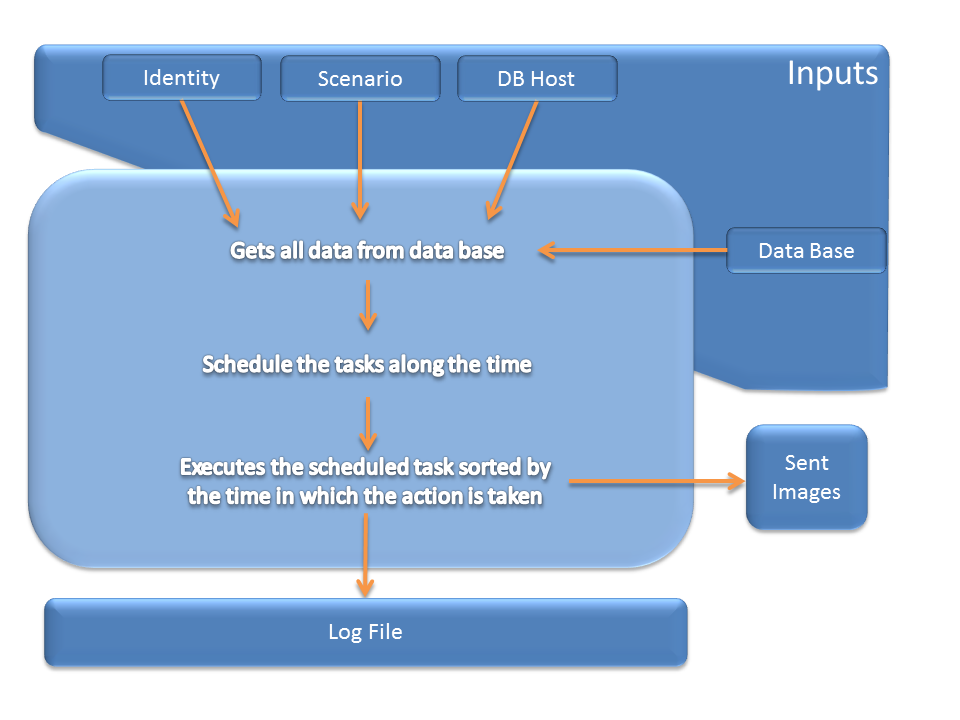 Inputs
Identity
Scenario
DB Host
Gets all data from data base
Data Base
Schedule the tasks along the time
Executes the scheduled task sorted by
the time in which the action is taken
Sent
Images
Log File